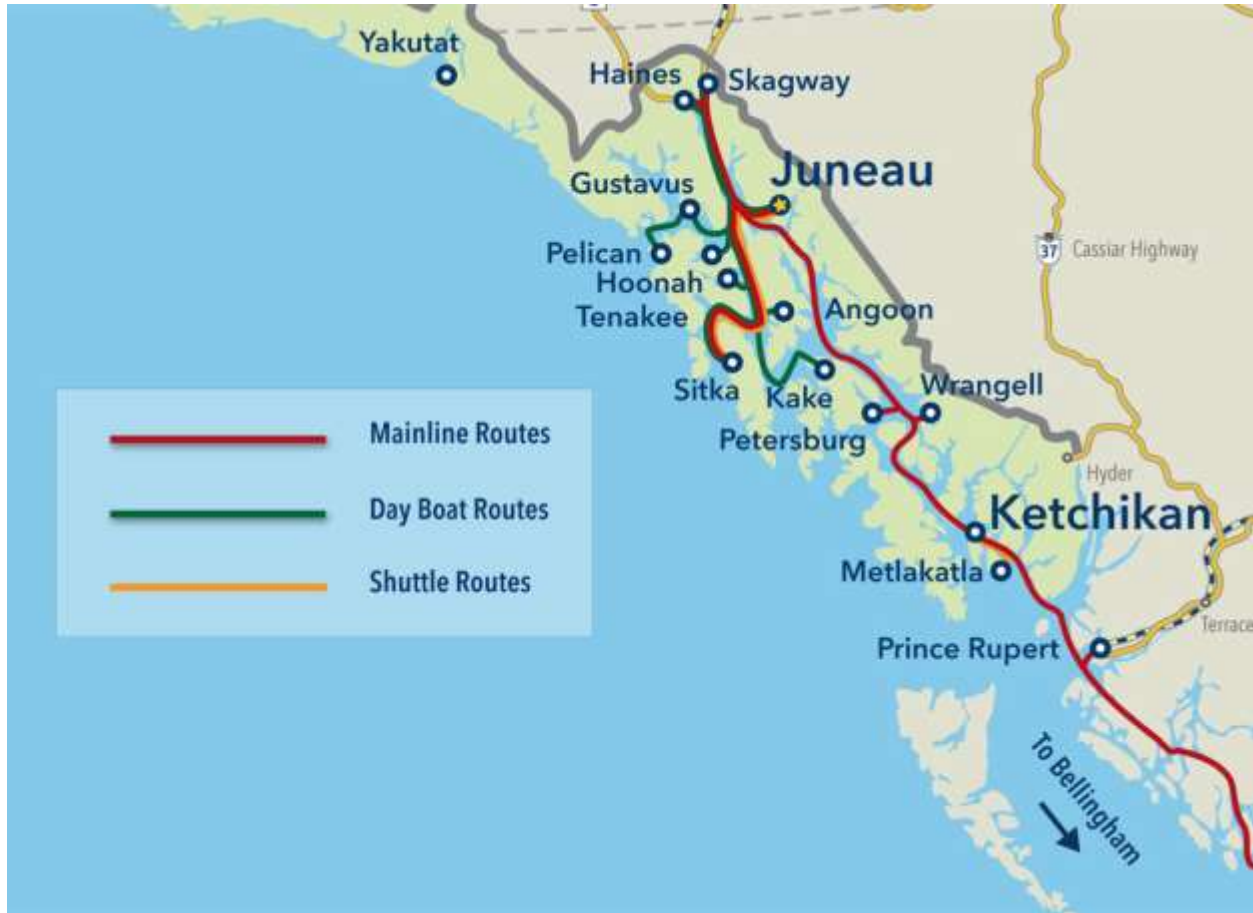 Yakutat
Haines
Skagway
Juneau
Gustavus
Pelican
37
Cassiar Highway
Hoonah
Tenakee
Angoon
Sitka
Kake
Wrangell
Petersburg
Mainline Routes
Day Boat Routes
Shuttle Routes
Hyder
Ketchikan
Metlakatla
Terrace
Prince Rupert
To Bellingham